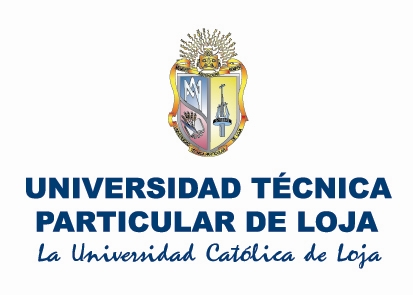 UNIVERSIDAD TÉCNICA
PARTICULAR DE LOJA
La Universidad Católica de Loja